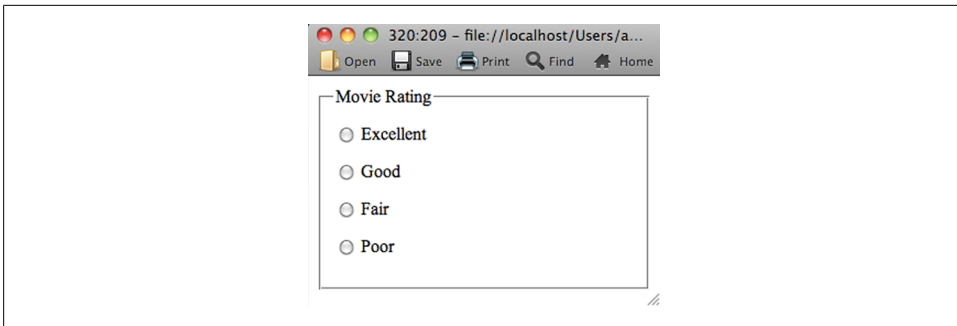 320:209 – file://localhost/Users/a...
Open Save Print Find Home
Movie Rating
Excellent
Good
Fair
Poor